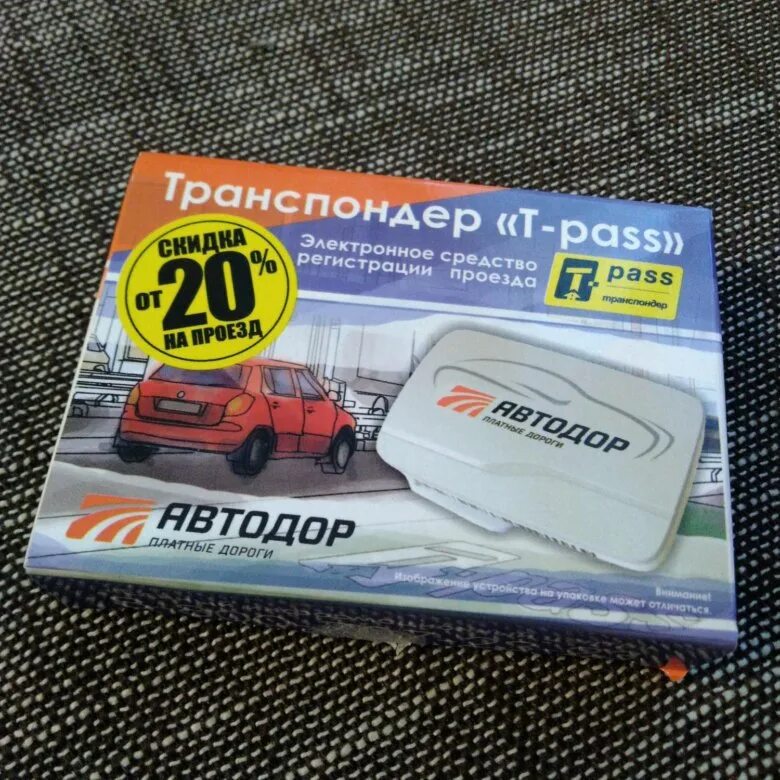 Транспондер «T-pass»
СКИДКА
ОТ 20%
НА ПРОЕЗД
Электронное средство
регистрации проезда
T-
pass
транспондер
АВТОДОР
ПЛАТНЫЕ ДОРОГИ
АВТОДОР
ПЛАТНЫЕ ДОРОГИ
Внимание!
Изображение устройства на упаковке может отличаться.